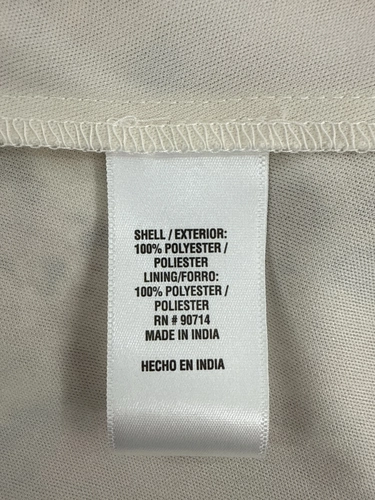 SHELL / EXTERIOR:
100% POLYESTER /
POLIESTER
LINING/FORRO:
100% POLYESTER /
POLIESTER
RN # 90714
MADE IN INDIA
HECHO EN INDIA